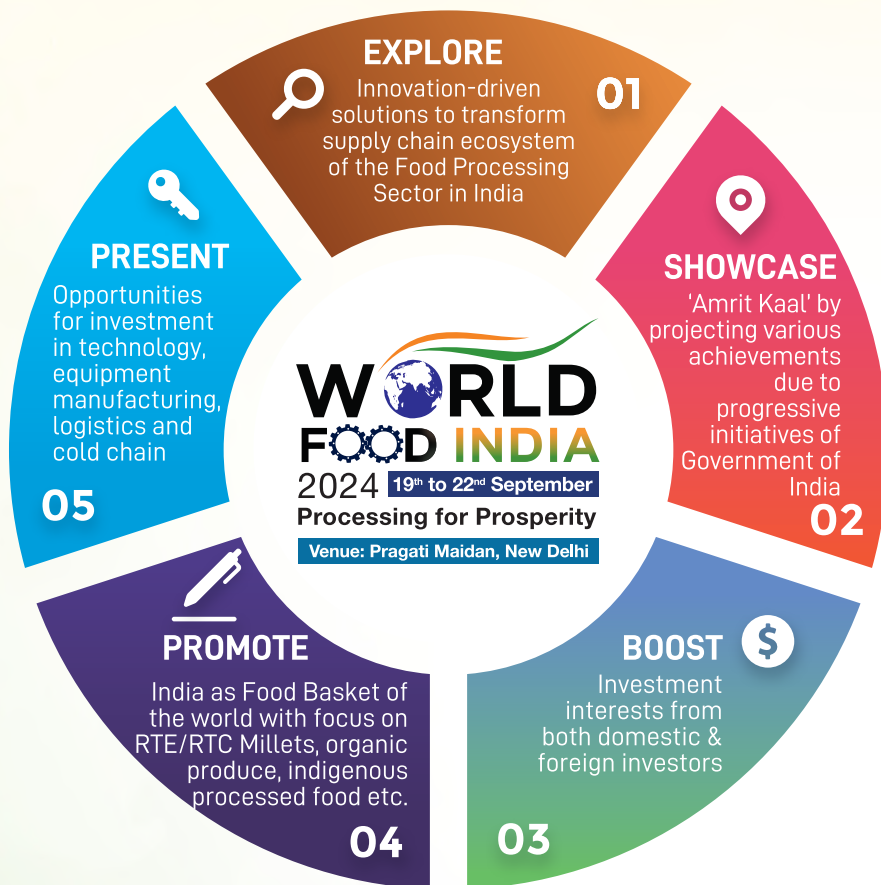 EXPLORE
Innovation-driven
solutions to transform
supply chain ecosystem
of the Food Processing
Sector in India
01
SHOWCASE
‘Amrit Kaal’ by
projecting various
achievements
due to
progressive
initiatives of
Government of
India
02
BOOST
$
Investment
interests from
both domestic &
foreign investors
03
PROMOTE
India as Food Basket of
the world with focus on
RTE/RTC Millets, organic
produce, indigenous
processed food etc.
04
PRESENT
Opportunities
for investment
in technology,
equipment
manufacturing,
logistics and
cold chain
05
WORLD
FOOD INDIA
2024 19th to 22nd September
Processing for Prosperity
Venue: Pragati Maidan, New Delhi